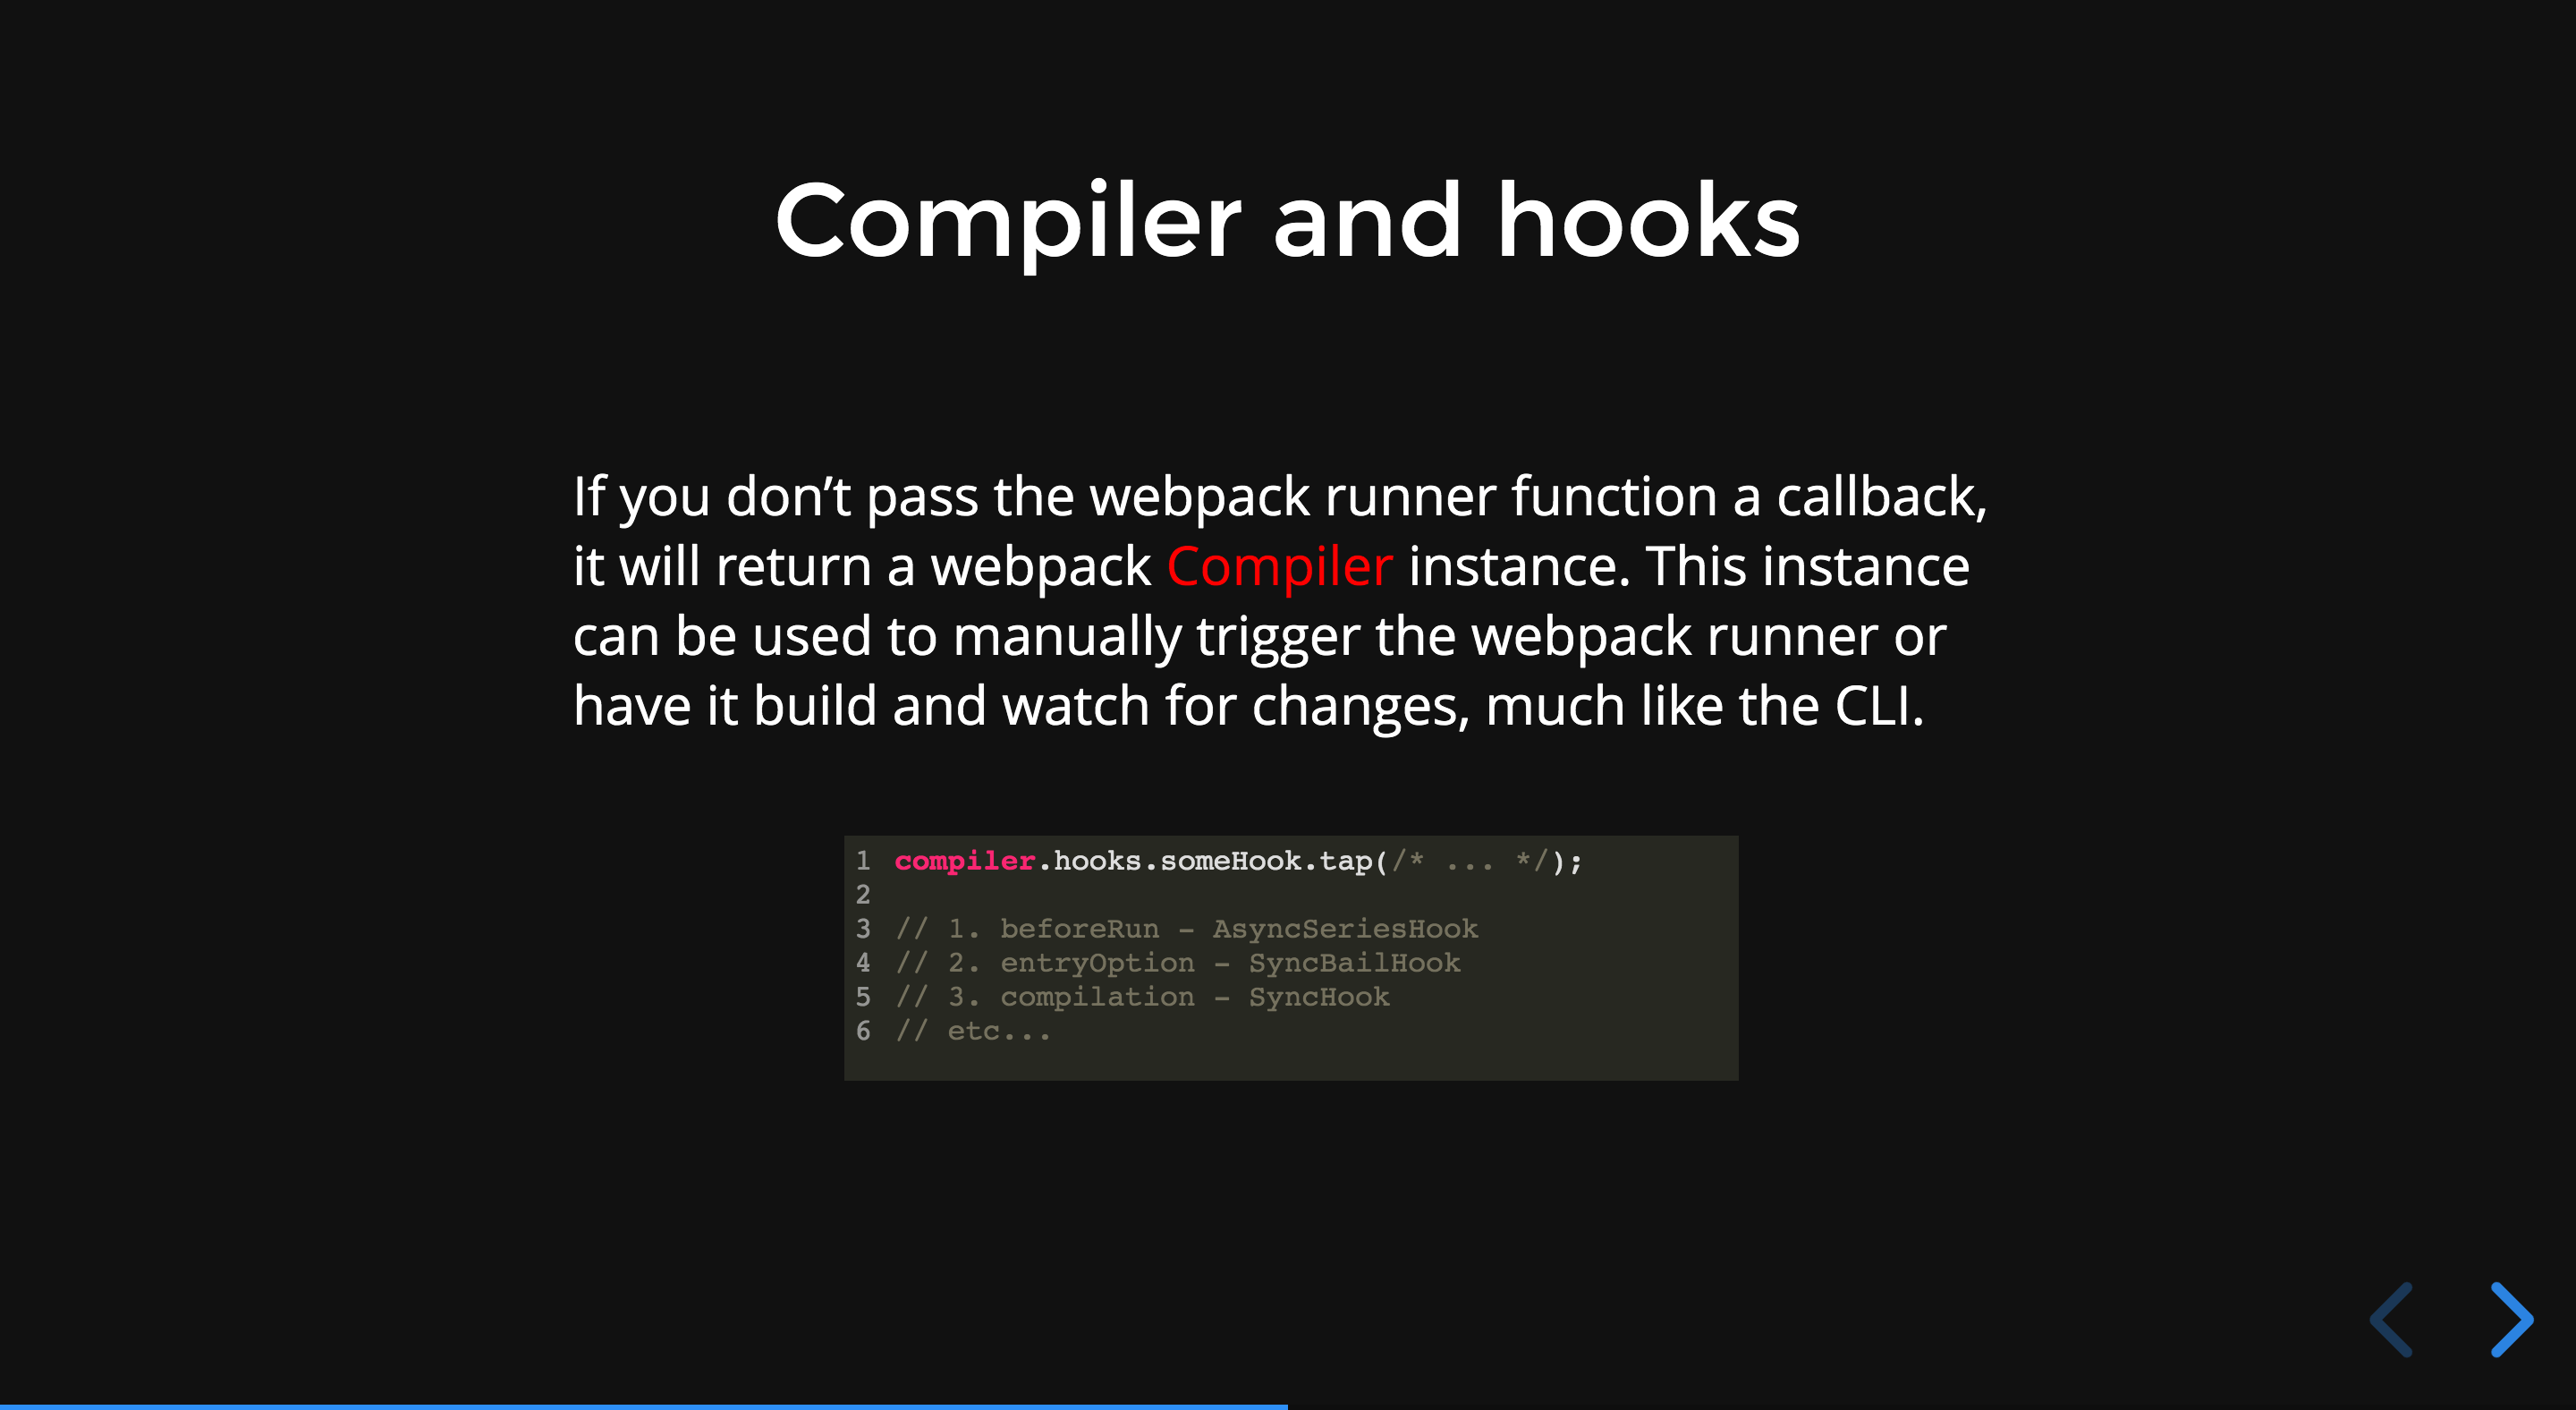 Compiler and hooks
If you don’t pass the webpack runner function a callback,
it will return a webpack Compiler instance. This instance
can be used to manually trigger the webpack runner or
have it build and watch for changes, much like the CLI.
1 compiler.hooks.someHook.tap(/* ... */);
2
3 // 1. beforeRun - AsyncSeriesHook
4 // 2. entryOption - SyncBailHook
5 // 3. compilation - SyncHook
6 // etc...